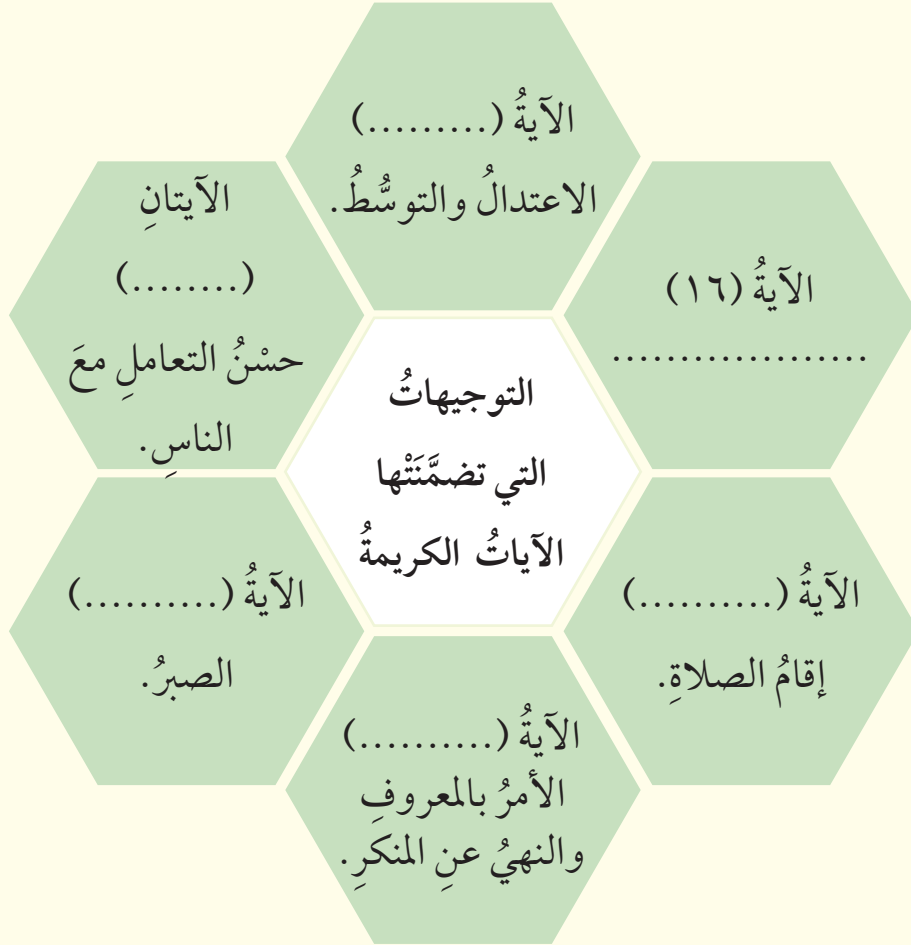 الآيةُ (.........)
الاعتدالُ والتوسُّطُ.
الآيةُ (١٦)
...................
الآيةُ (..........)
إقامُ الصلاةِ.
الآيةُ (..........)
الأمرُ بالمعروفِ
والنهيُ عنِ المنكَرِ.
الآيةُ (..........)
الصبرُ.
الآيتانِ
(........)
حسْنُ التعاملِ معَ
الناسِ.
التوجيهاتُ
التي تضمَّنَتْها
الآياتُ الكريمةُ